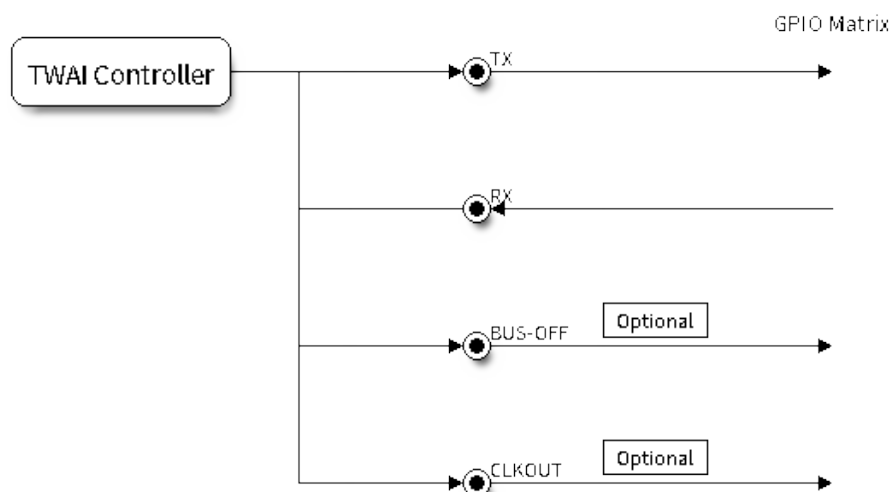 GPIO Matrix
TWAI Controller
TX
RX
BUS-OFF
Optional
CLKOUT
Optional